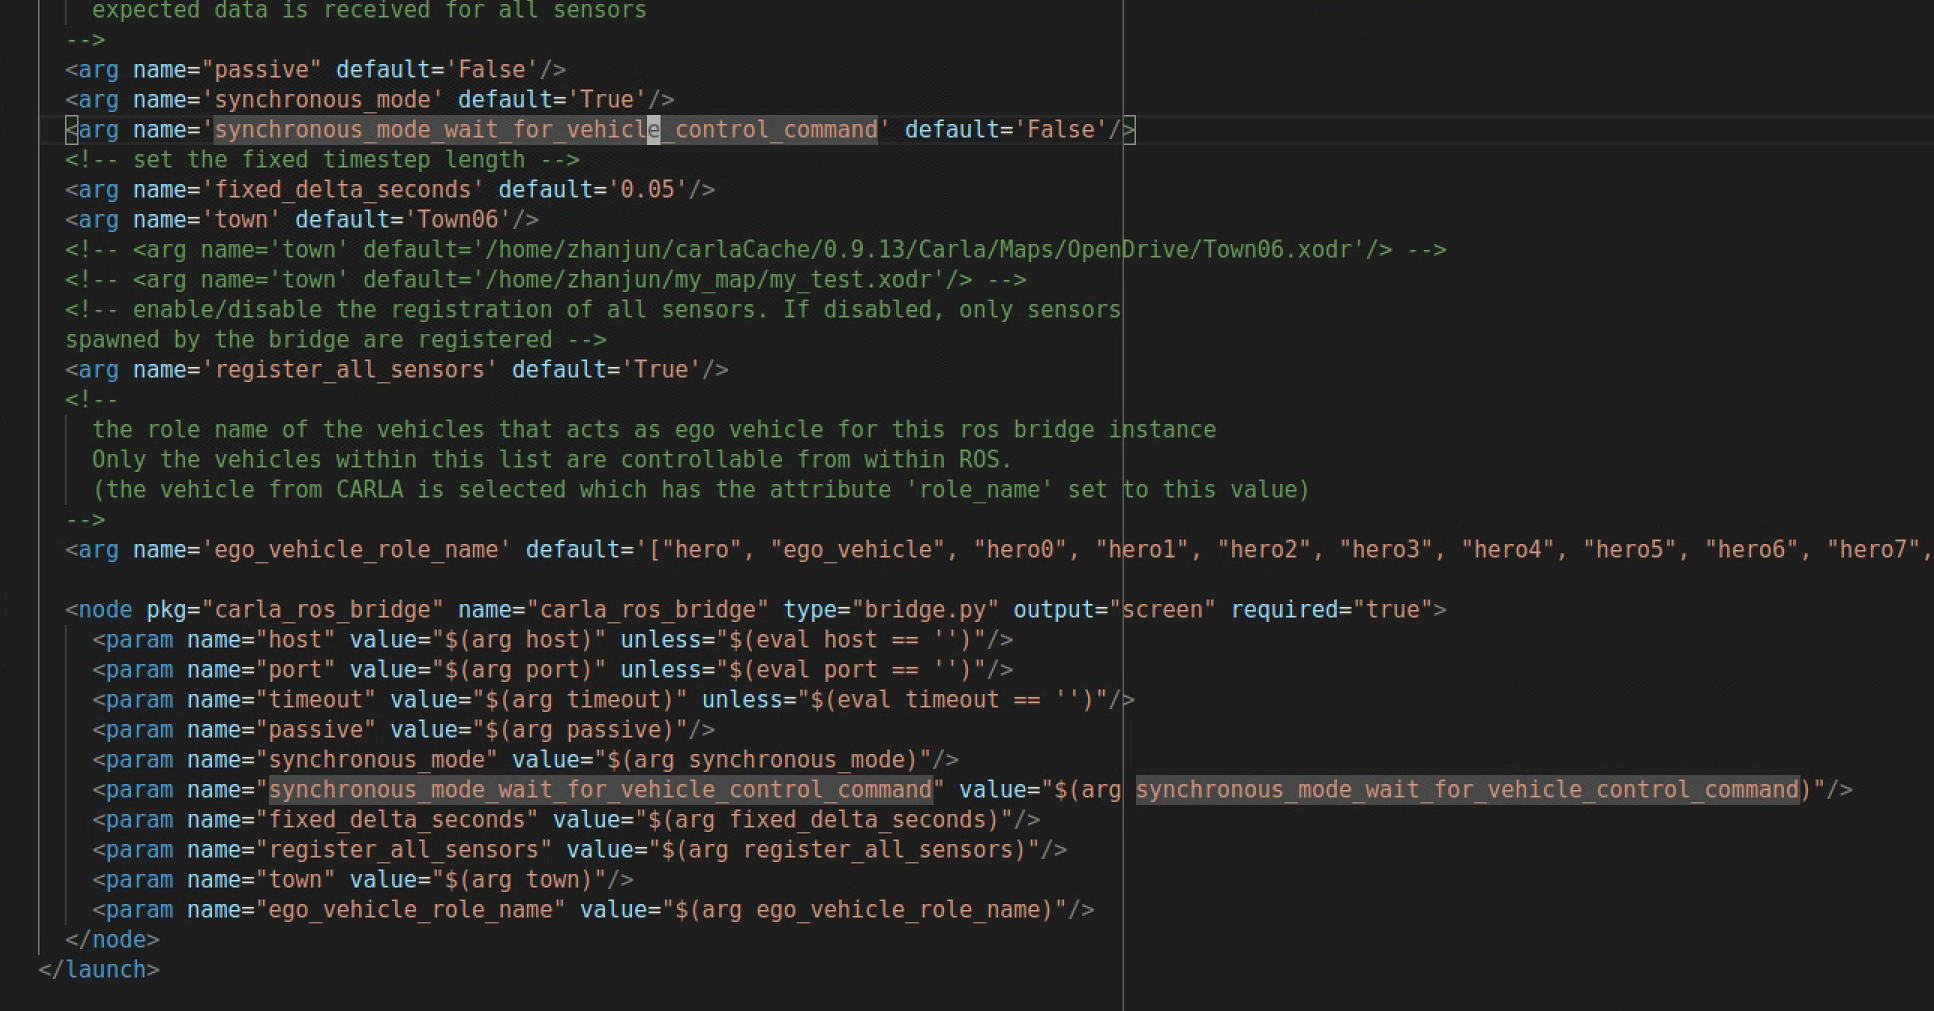 expected data is received for all sensors
-->
<arg name="passive" default='False'/>
<arg name='synchronous_mode' default='True'/>
<arg name='synchronous_mode_wait_for_vehicle_control_command' default='False'/>
<!-- set the fixed timestep length -->
<arg name='fixed_delta_seconds' default='0.05'/>
<arg name='town' default='Town06'/>
<!-- <arg name='town' default='/home/zhanjun/carlaCache/0.9.13/Carla/Maps/OpenDrive/Town06.xodr'/> -->
<!-- <arg name='town' default='/home/zhanjun/my_map/my_test.xodr'/> -->
<!-- enable/disable the registration of all sensors. If disabled, only sensors
spawned by the bridge are registered -->
<arg name='register_all_sensors' default='True'/>
<!--
the role name of the vehicles that acts as ego vehicle for this ros bridge instance
Only the vehicles within this list are controllable from within ROS.
(the vehicle from CARLA is selected which has the attribute 'role_name' set to this value)
-->
<arg name='ego_vehicle_role_name' default='["hero", "ego_vehicle", "hero0", "hero1", "hero2", "hero3", "hero4", "hero5", "hero6", "hero7",
<node pkg="carla_ros_bridge" name="carla_ros_bridge" type="bridge.py" output="screen" required="true">
<param name="host" value="$(arg host)" unless="$(eval host == '')"/>
<param name="port" value="$(arg port)" unless="$(eval port == '')"/>
<param name="timeout" value="$(arg timeout)" unless="$(eval timeout == '')"/>
<param name="passive" value="$(arg passive)"/>
<param name="synchronous_mode" value="$(arg synchronous_mode)"/>
<param name="synchronous_mode_wait_for_vehicle_control_command" value="$(arg synchronous_mode_wait_for_vehicle_control_command)"/>
<param name="fixed_delta_seconds" value="$(arg fixed_delta_seconds)"/>
<param name="register_all_sensors" value="$(arg register_all_sensors)"/>
<param name="town" value="$(arg town)"/>
<param name="ego_vehicle_role_name" value="$(arg ego_vehicle_role_name)"/>
</node>
</launch>